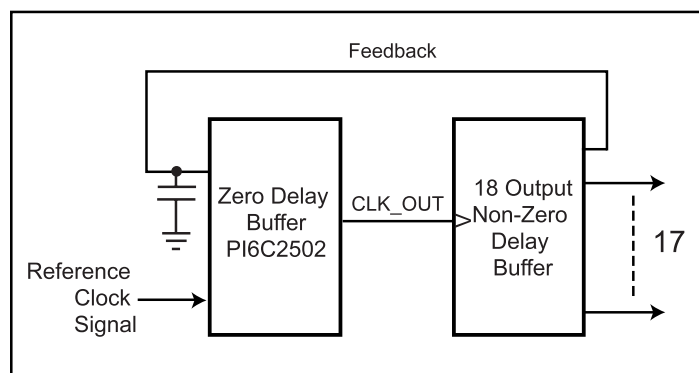 Feedback
Zero Delay
Buffer
PI6C2502
CLK_OUT
18 Output
Non-Zero
Delay
Buffer
17
Reference
Clock
Signal